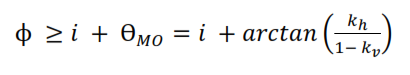 ϕ ≥ i + θ_MO = i + arctan(k_h / (1− k_v))